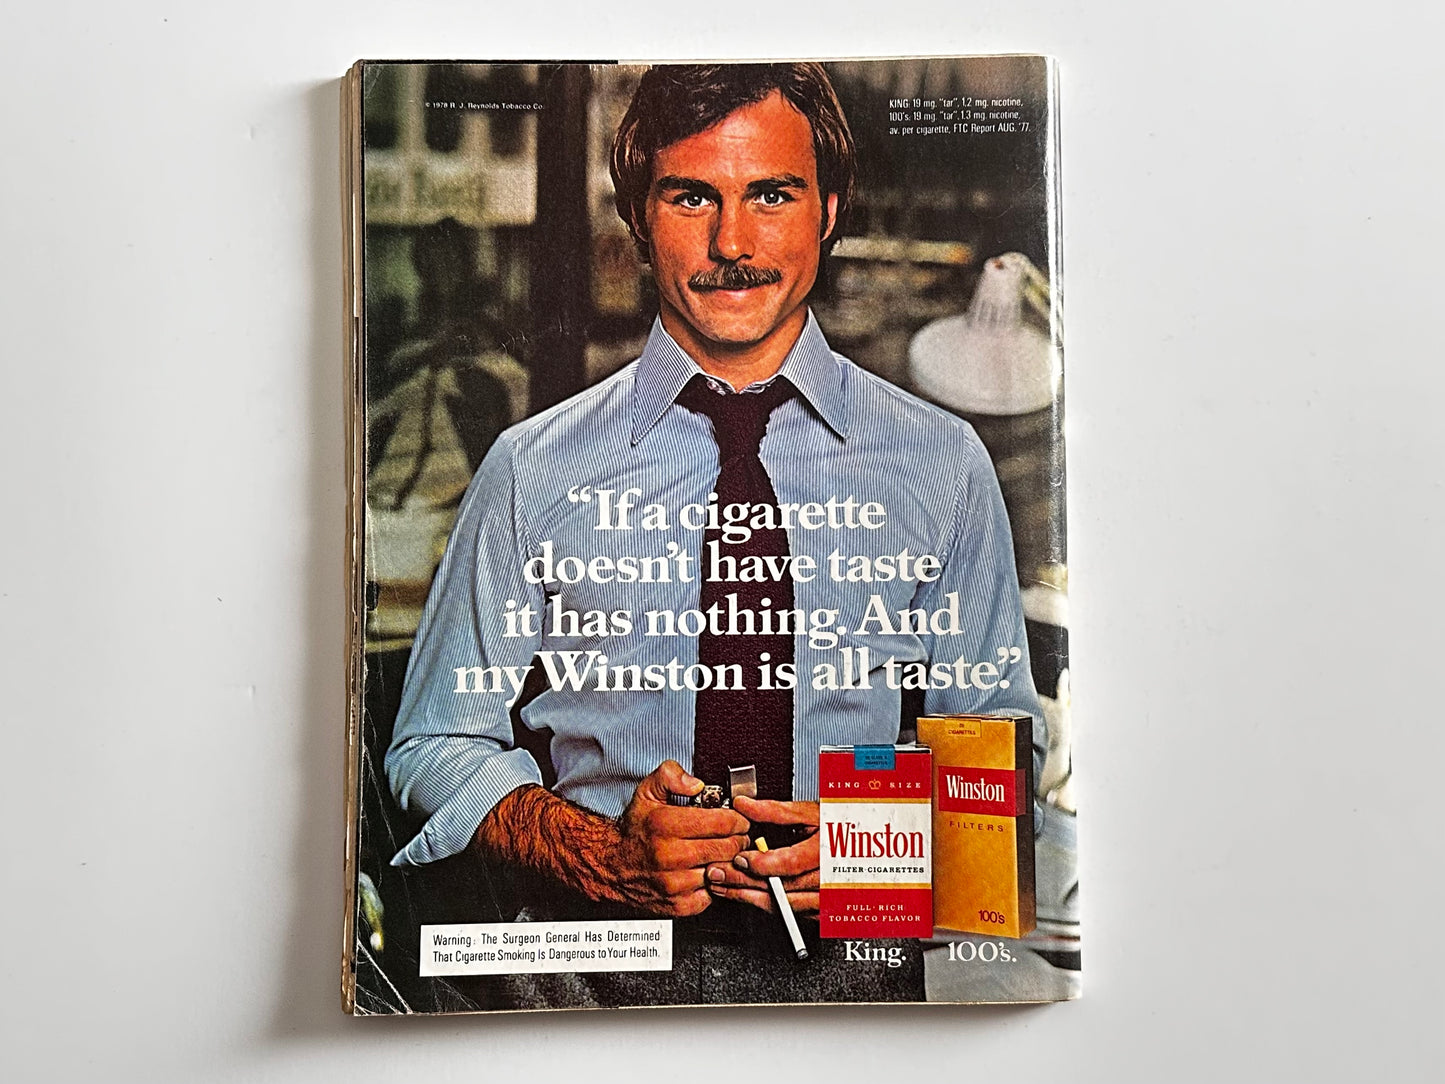 © 1978 R. J. Reynolds Tobacco Co.
KING: 19 mg. "tar", 1.2 mg. nicotine,
100's: 19 mg. "tar", 1.3 mg. nicotine,
av. per cigarette, FTC Report AUG. '77.
“If a cigarette
doesn’t have taste
it has nothing. And
my Winston is all taste.”
CIGARETTES
KING SIZE
Winston
FILTER·CIGARETTES
FULL·RICH
TOBACCO FLAVOR
King.
20
CIGARETTES
Winston
FILTERS
100's
100's.
Warning: The Surgeon General Has Determined
That Cigarette Smoking Is Dangerous to Your Health.